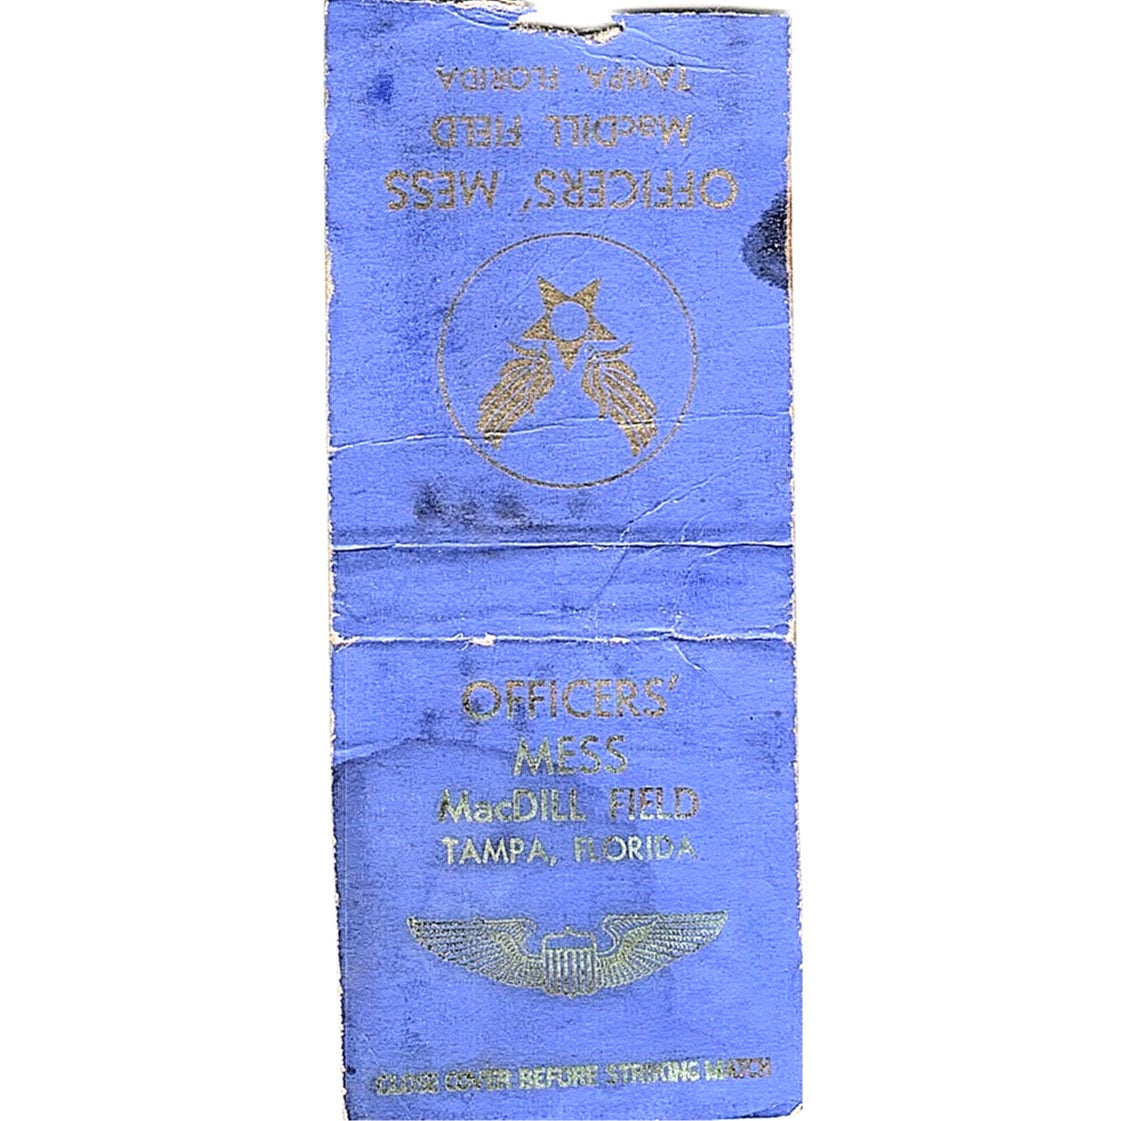 OFFICERS' MESS
MacDILL FIELD
TAMPA, FLORIDA
OFFICERS'
MESS
MacDILL FIELD
TAMPA, FLORIDA
CLOSE COVER BEFORE STRIKING MATCH